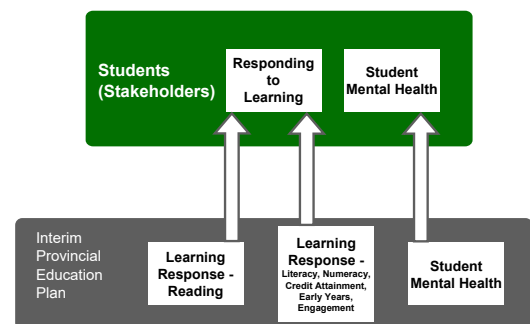 Students
(Stakeholders)
Responding
to
Learning
Student
Mental Health
Interim
Provincial
Education
Plan
Learning
Response -
Reading
Learning
Response -
Literacy, Numeracy,
Credit Attainment,
Early Years,
Engagement
Student
Mental Health